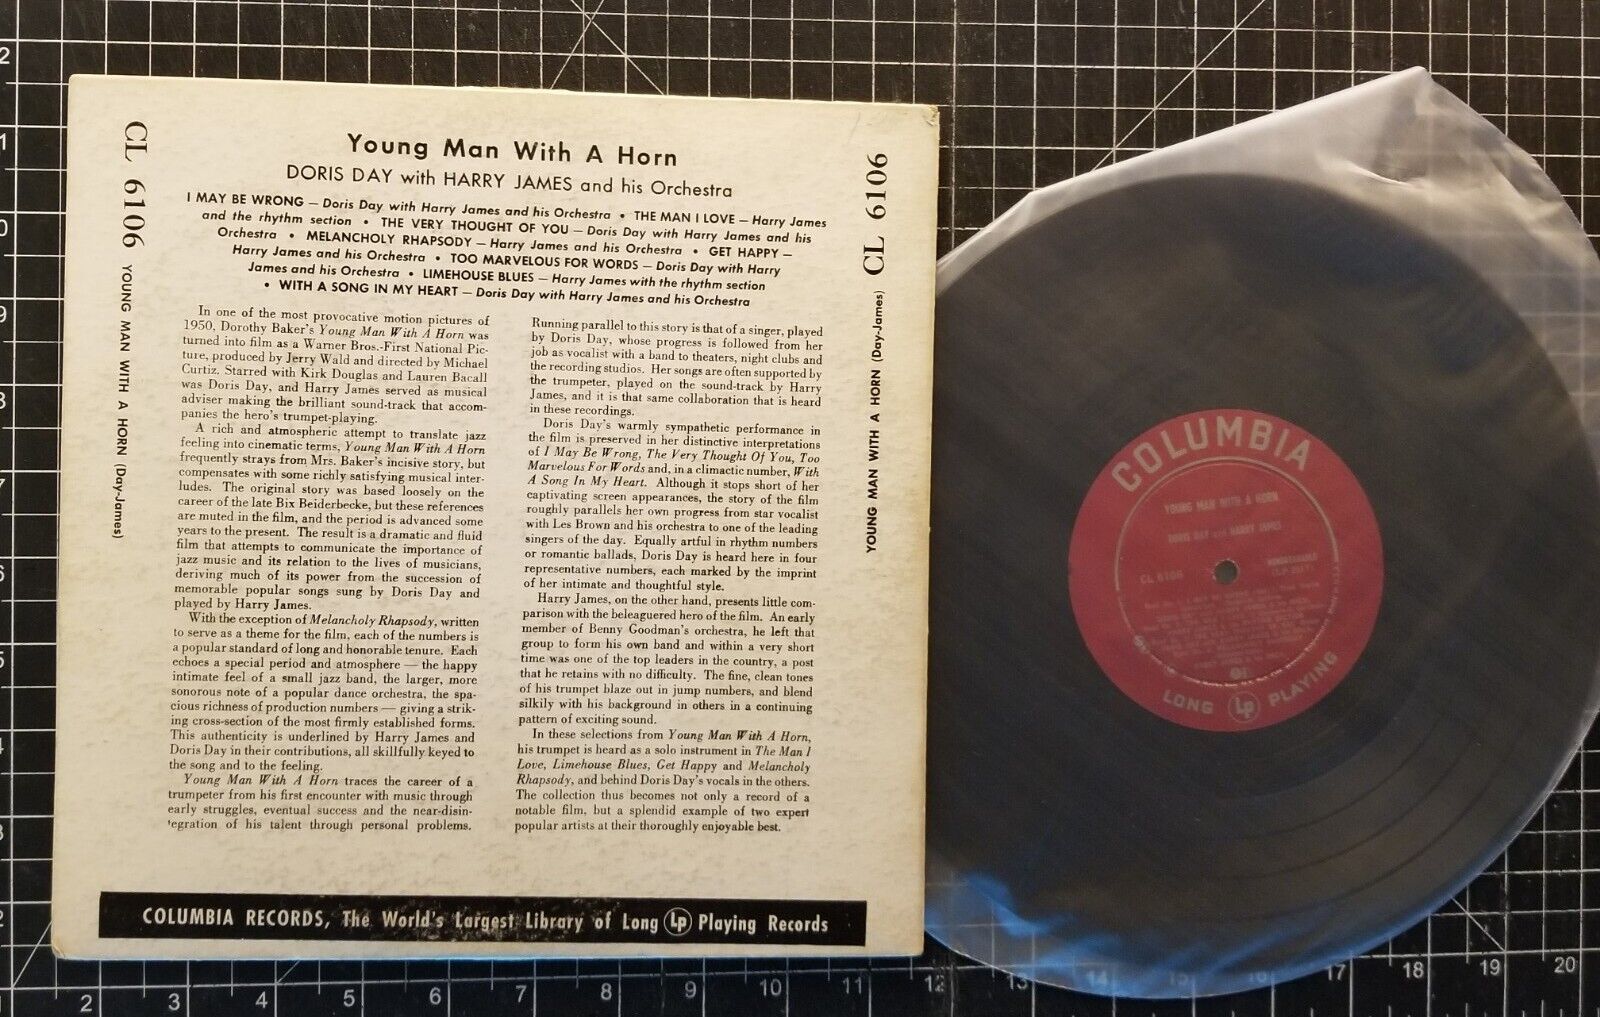 CL 6106 YOUNG MAN WITH A HORN (Day-James)
Young Man With A Horn
DORIS DAY with HARRY JAMES and his Orchestra
I MAY BE WRONG — Doris Day with Harry James and his Orchestra • THE MAN I LOVE — Harry James
and the rhythm section • THE VERY THOUGHT OF YOU — Doris Day with Harry James and his
Orchestra • MELANCHOLY RHAPSODY — Harry James and his Orchestra • GET HAPPY —
Harry James and his Orchestra • TOO MARVELOUS FOR WORDS — Doris Day with Harry
James and his Orchestra • LIMEHOUSE BLUES — Harry James with the rhythm section
• WITH A SONG IN MY HEART — Doris Day with Harry James and his Orchestra
In one of the most provocative motion pictures of
1950, Dorothy Baker's Young Man With A Horn was
turned into film as a Warner Bros.-First National Pic-
ture, produced by Jerry Wald and directed by Michael
Curtiz. Starred with Kirk Douglas and Lauren Bacall
was Doris Day, and Harry James served as musical
adviser making the brilliant sound-track that accom-
panies the hero's trumpet-playing.
A rich and atmospheric attempt to translate jazz
feeling into cinematic terms, Young Man With A Horn
frequently strays from Mrs. Baker's incisive story, but
compensates with some richly satisfying musical inter-
ludes. The original story was based loosely on the
career of the late Bix Beiderbecke, but these references
are muted in the film, and the period is advanced some
years to the present. The result is a dramatic and fluid
film that attempts to communicate the importance of
jazz music and its relation to the lives of musicians,
deriving much of its power from the succession of
memorable popular songs sung by Doris Day and
played by Harry James.
With the exception of Melancholy Rhapsody, written
to serve as a theme for the film, each of the numbers is
a popular standard of long and honorable tenure. Each
echoes a special period and atmosphere — the happy
intimate feel of a small jazz band, the larger, more
sonorous note of a popular dance orchestra, the spa-
cious richness of production numbers — giving a strik-
ing cross-section of the most firmly established forms.
This authenticity is underlined by Harry James and
Doris Day in their contributions, all skillfully keyed to
the song and to the feeling.
Young Man With A Horn traces the career of a
trumpeter from his first encounter with music through
early struggles, eventual success and the near-disin-
tegration of his talent through personal problems.
Running parallel to this story is that of a singer, played
by Doris Day, whose progress is followed from her
job as vocalist with a band to theaters, night clubs and
the recording studios. Her songs are often supported by
the trumpeter, played on the sound-track by Harry
James, and it is that same collaboration that is heard
in these recordings.
Doris Day's warmly sympathetic performance in
the film is preserved in her distinctive interpretations
of I May Be Wrong, The Very Thought Of You, Too
Marvelous For Words and, in a climactic number, With
A Song In My Heart. Although it stops short of her
captivating screen appearances, the story of the film
roughly parallels her own progress from star vocalist
with Les Brown and his orchestra to one of the leading
singers of the day. Equally artful in rhythm numbers
or romantic ballads, Doris Day is heard here in four
representative numbers, each marked by the imprint
of her intimate and thoughtful style.
Harry James, on the other hand, presents little com-
parison with the beleaguered hero of the film. An early
member of Benny Goodman's orchestra, he left that
group to form his own band and within a very short
time was one of the top leaders in the country, a post
that he retains with no difficulty. The fine, clean tones
of his trumpet blaze out in jump numbers, and blend
silkily with his background in others in a continuing
pattern of exciting sound.
In these selections from Young Man With A Horn,
his trumpet is heard as a solo instrument in The Man I
Love, Limehouse Blues, Get Happy and Melancholy
Rhapsody, and behind Doris Day's vocals in the others.
The collection thus becomes not only a record of a
notable film, but a splendid example of two expert
popular artists at their thoroughly enjoyable best.
COLUMBIA RECORDS, The World's Largest Library of Long Lp Playing Records
CL 6106 YOUNG MAN WITH A HORN (Day-James)
COLUMBIA
YOUNG MAN WITH A HORN
DORIS DAY with HARRY JAMES
CL 6106
NONBREAKABLE
LONG Lp PLAYING
2 3 4 5 6 7 8 9 10 11 12 13 14 15 16 17 18 19 20